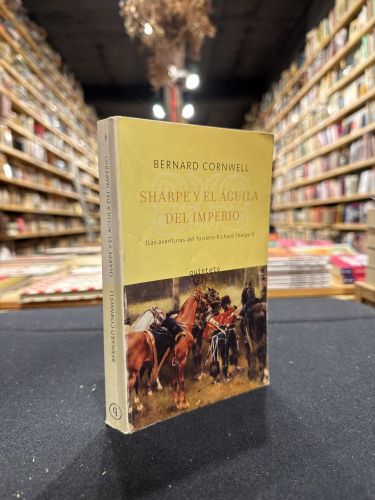 BERNARD CORNWELL
SHARPE Y EL ÁGUILA
DEL IMPERIO
(Las aventuras del fusilero Richard Sharpe I)
quinteto
BERNARD CORNWELL
SHARPE Y EL ÁGUILA DEL IMPERIO
q